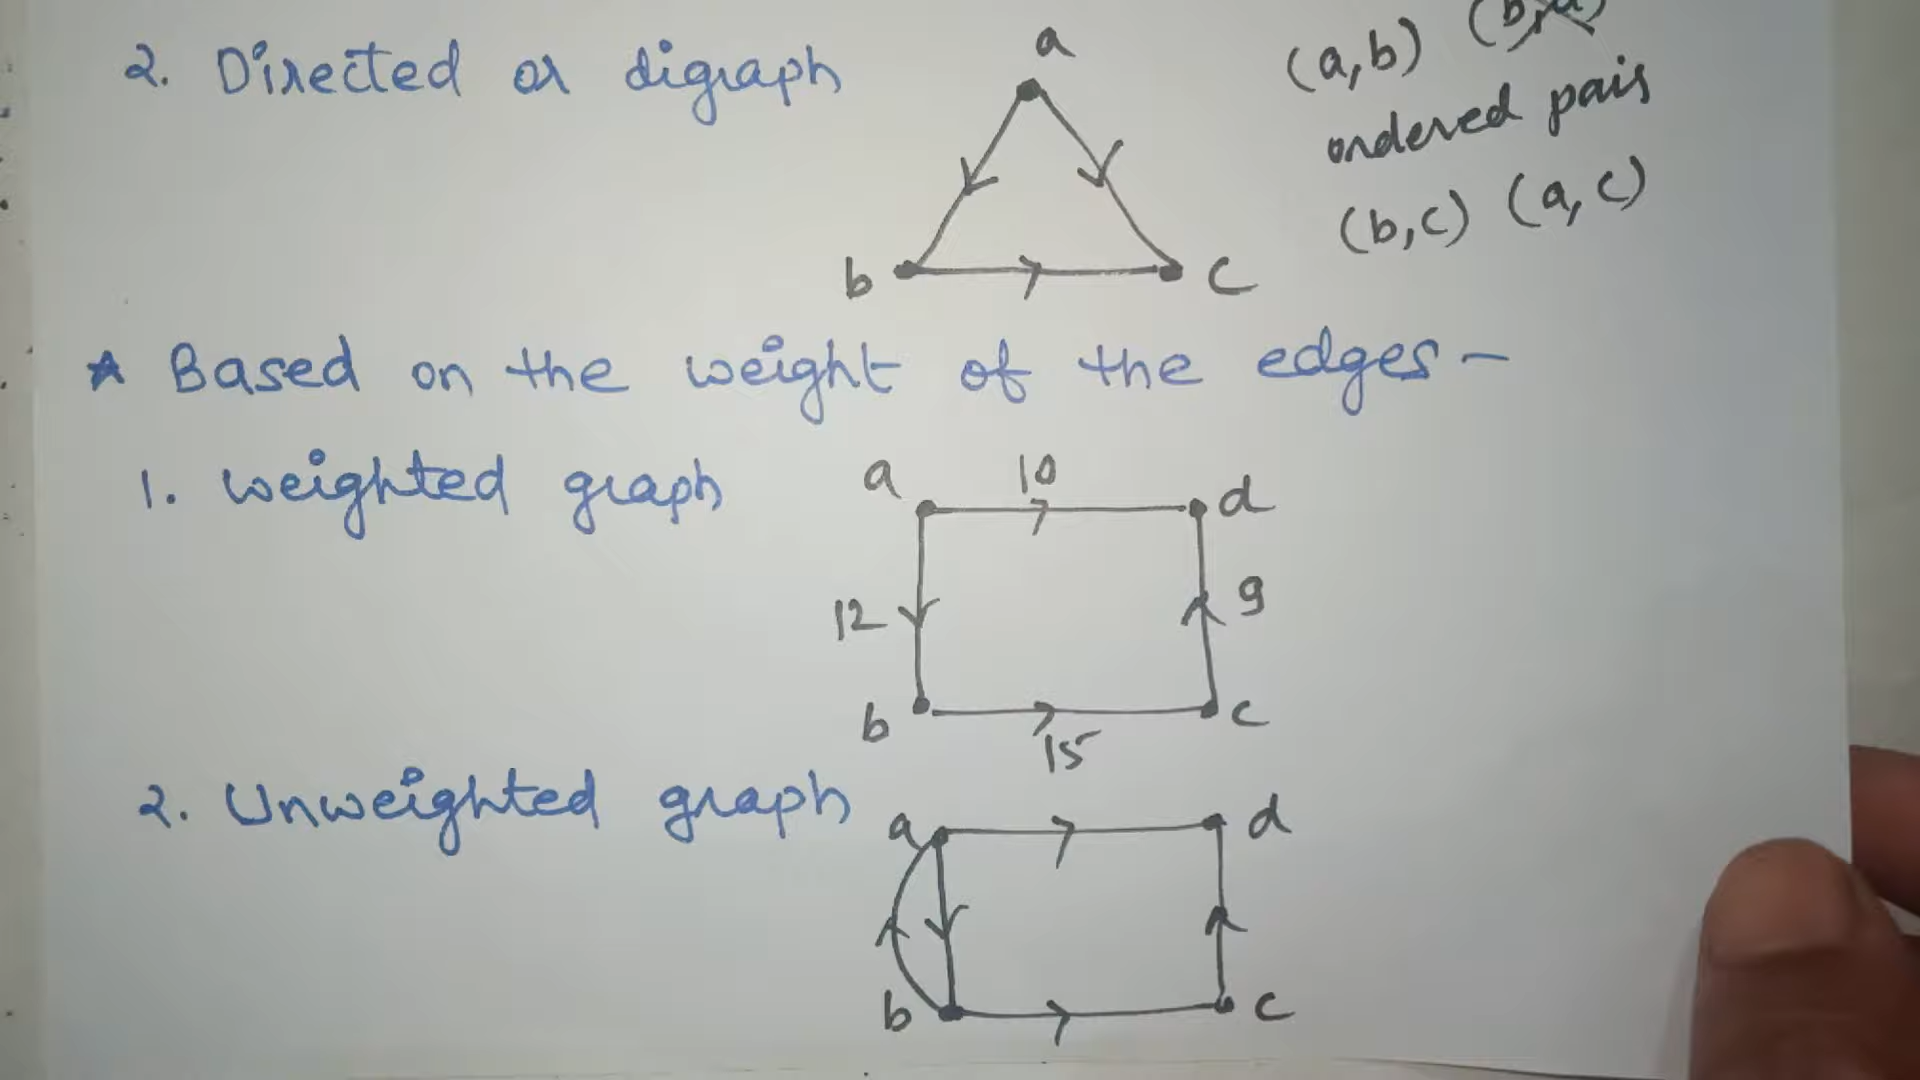 2. Directed or digraph
a
b
c
(a,b) (b,a)
ordered pair
(b,c) (a,c)
* Based on the weight of the edges-
1. weighted graph
a
10
d
12
9
b
15
c
2. Unweighted graph
a
d
b
c